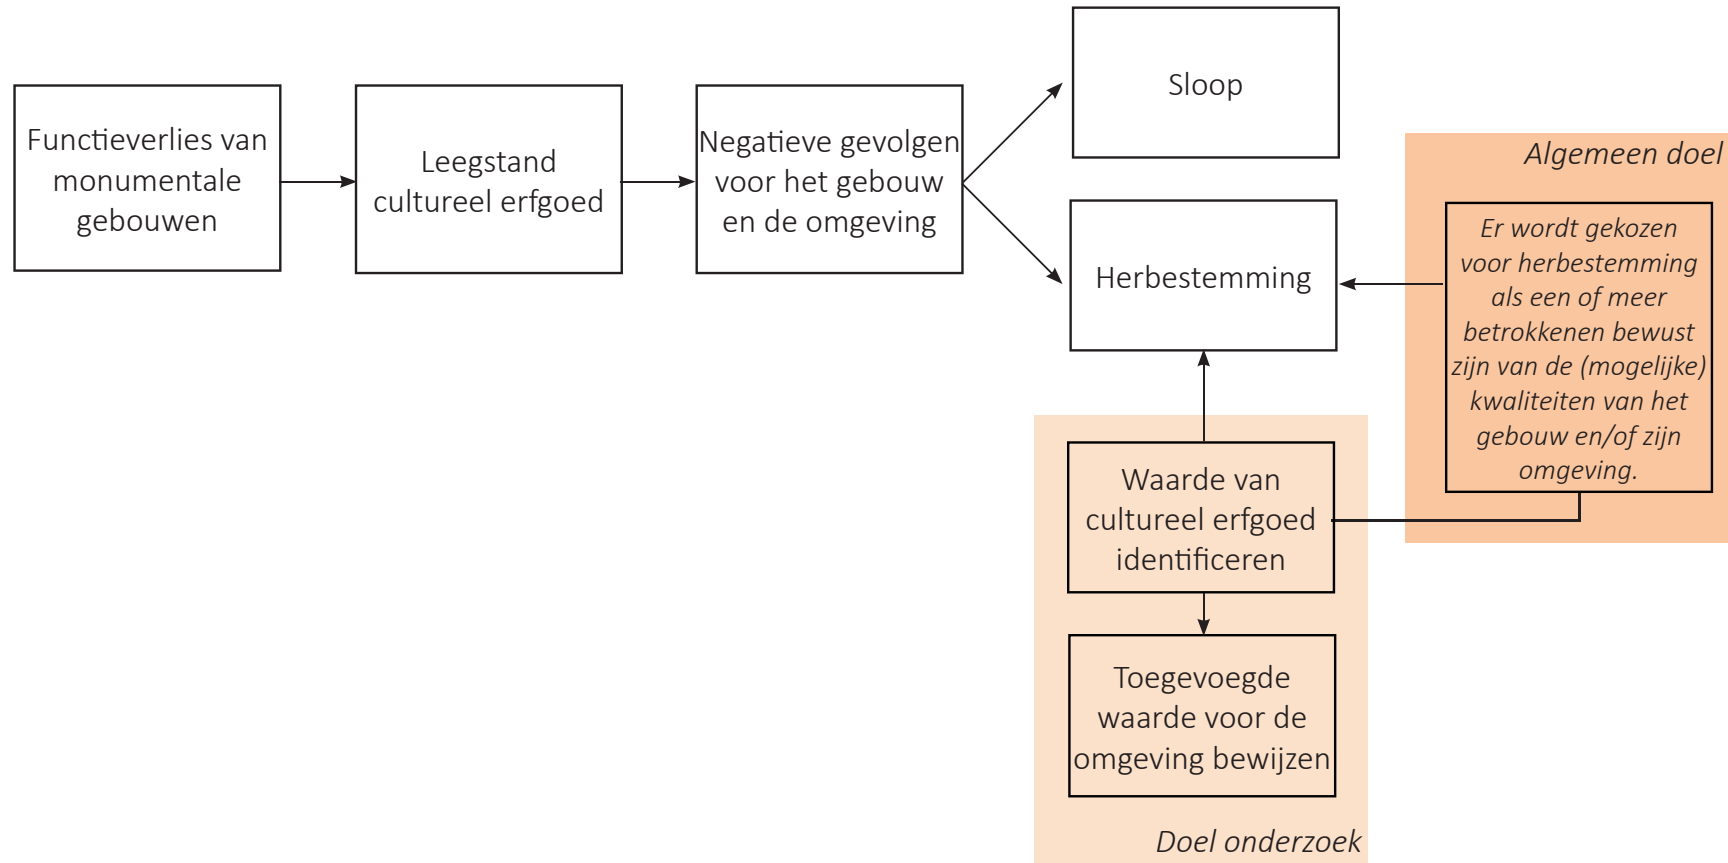 Functieverlies van
monumentale
gebouwen
Leegstand
cultureel erfgoed
Negatieve gevolgen
voor het gebouw
en de omgeving
Sloop
Herbestemming
Algemeen doel
Er wordt gekozen
voor herbestemming
als een of meer
betrokkenen bewust
zijn van de (mogelijke)
kwaliteiten van het
gebouw en/of zijn
omgeving.
Waarde van
cultureel erfgoed
identificeren
Toegevoegde
waarde voor de
omgeving bewijzen
Doel onderzoek